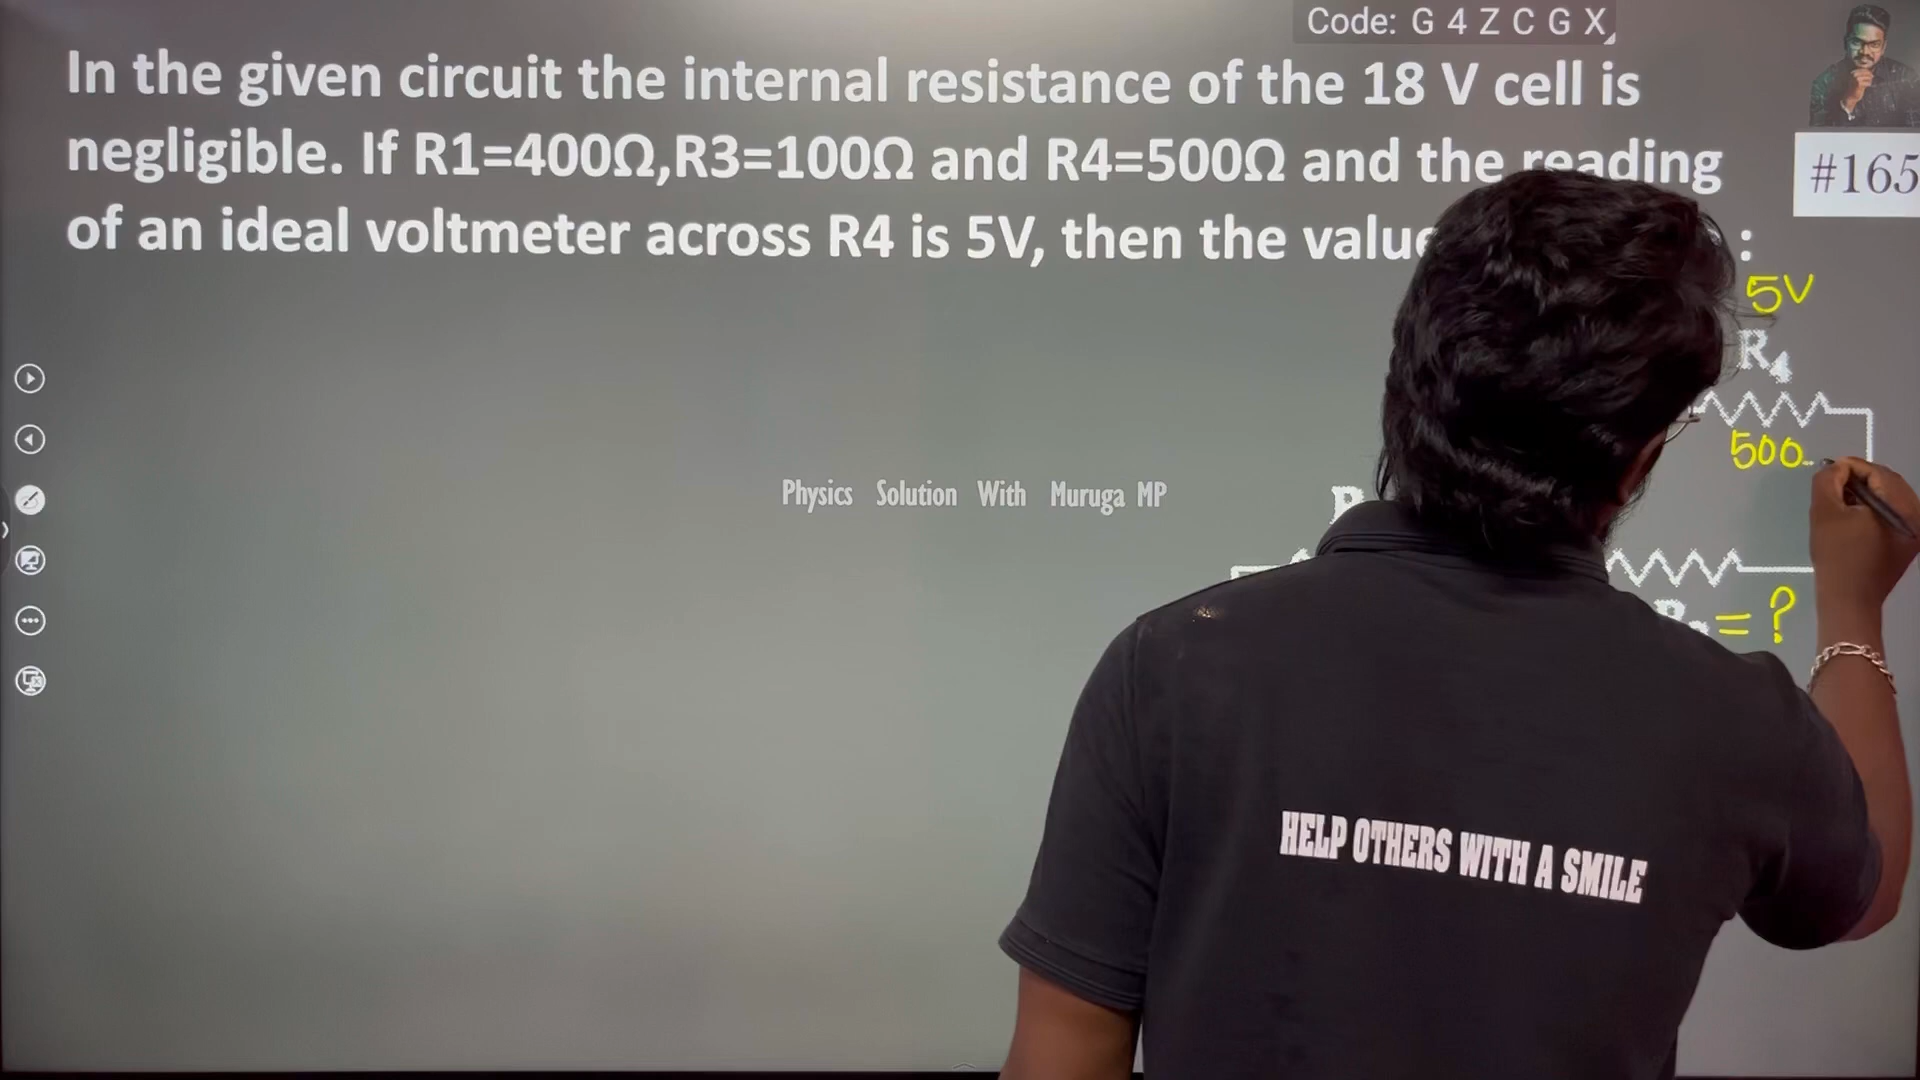 Code: G 4 Z C G X
In the given circuit the internal resistance of the 18 V cell is
negligible. If R1=400Ω,R3=100Ω and R4=500Ω and the reading
#165
of an ideal voltmeter across R4 is 5V, then the value :
5V
R4
500
Physics Solution With Muruga MP
= ?
HELP OTHERS WITH A SMILE